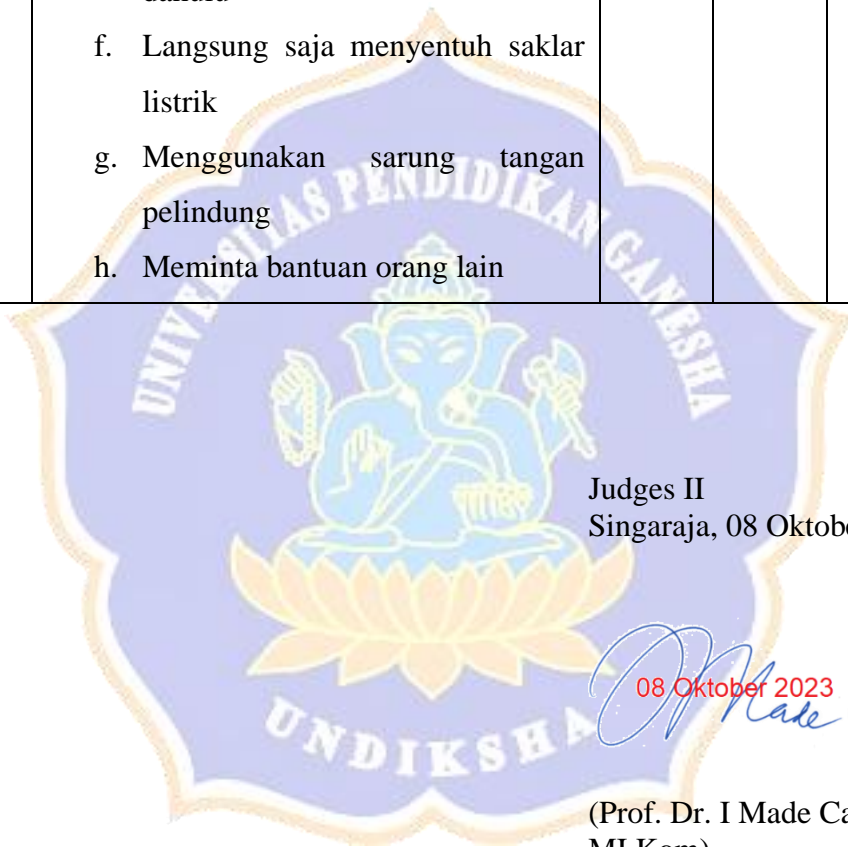 f. Langsung saja menyentuh saklar
listrik
g. Menggunakan sarung tangan
pelindung
h. Meminta bantuan orang lain
UNIVERSITAS PENDIDIKAN GANESHA
UNDIKSHA
Judges II
Singaraja, 08 Oktob
08 Oktober 2023
Made
(Prof. Dr. I Made Ca